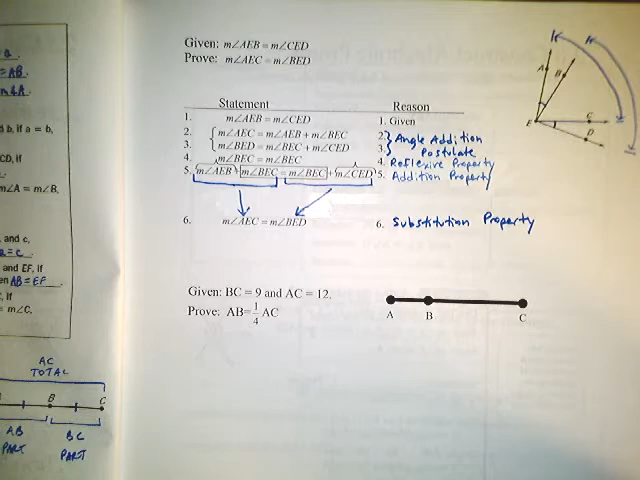 Given: m∠AEB = m∠CED
Prove: m∠AEC = m∠BED
Statement Reason
1. m∠AEB = m∠CED 1. Given
2. m∠AEC = m∠AEB + m∠BEC 2. Angle Addition
3. m∠BED = m∠BEC + m∠CED 3. Postulate
4. m∠BEC = m∠BEC 4. Reflexive Property
5. m∠AEB + m∠BEC = m∠BEC + m∠CED 5. Addition Property
6. m∠AEC = m∠BED 6. Substitution Property
A
B
E
C
D
Given: BC = 9 and AC = 12.
Prove: AB = 1/4 AC
A B C
a.
= AB.
m∠A.
d b, if a = b,
CD, if
m∠A = m∠B,
and c,
a = c
and EF, if
en AB = EF
if
= m∠C,
AC
TOTAL
B C
AB BC
PART PART